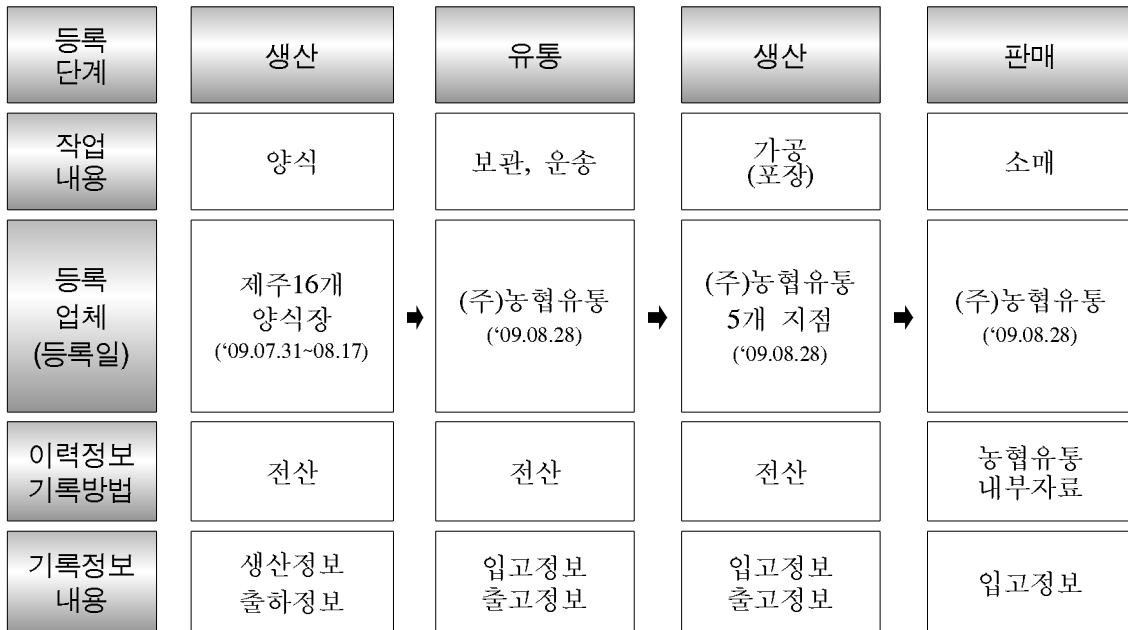 등록
단계
생산
유통
생산
판매
작업
내용
양식
보관, 운송
가공
(포장)
소매
등록
업체
(등록일)
제주16개
양식장
(‘09.07.31~08.17)
(주)농협유통
(‘09.08.28)
(주)농협유통
5개 지점
(‘09.08.28)
(주)농협유통
(‘09.08.28)
이력정보
기록방법
전산
전산
전산
농협유통
내부자료
기록정보
내용
생산정보
출하정보
입고정보
출고정보
입고정보
출고정보
입고정보